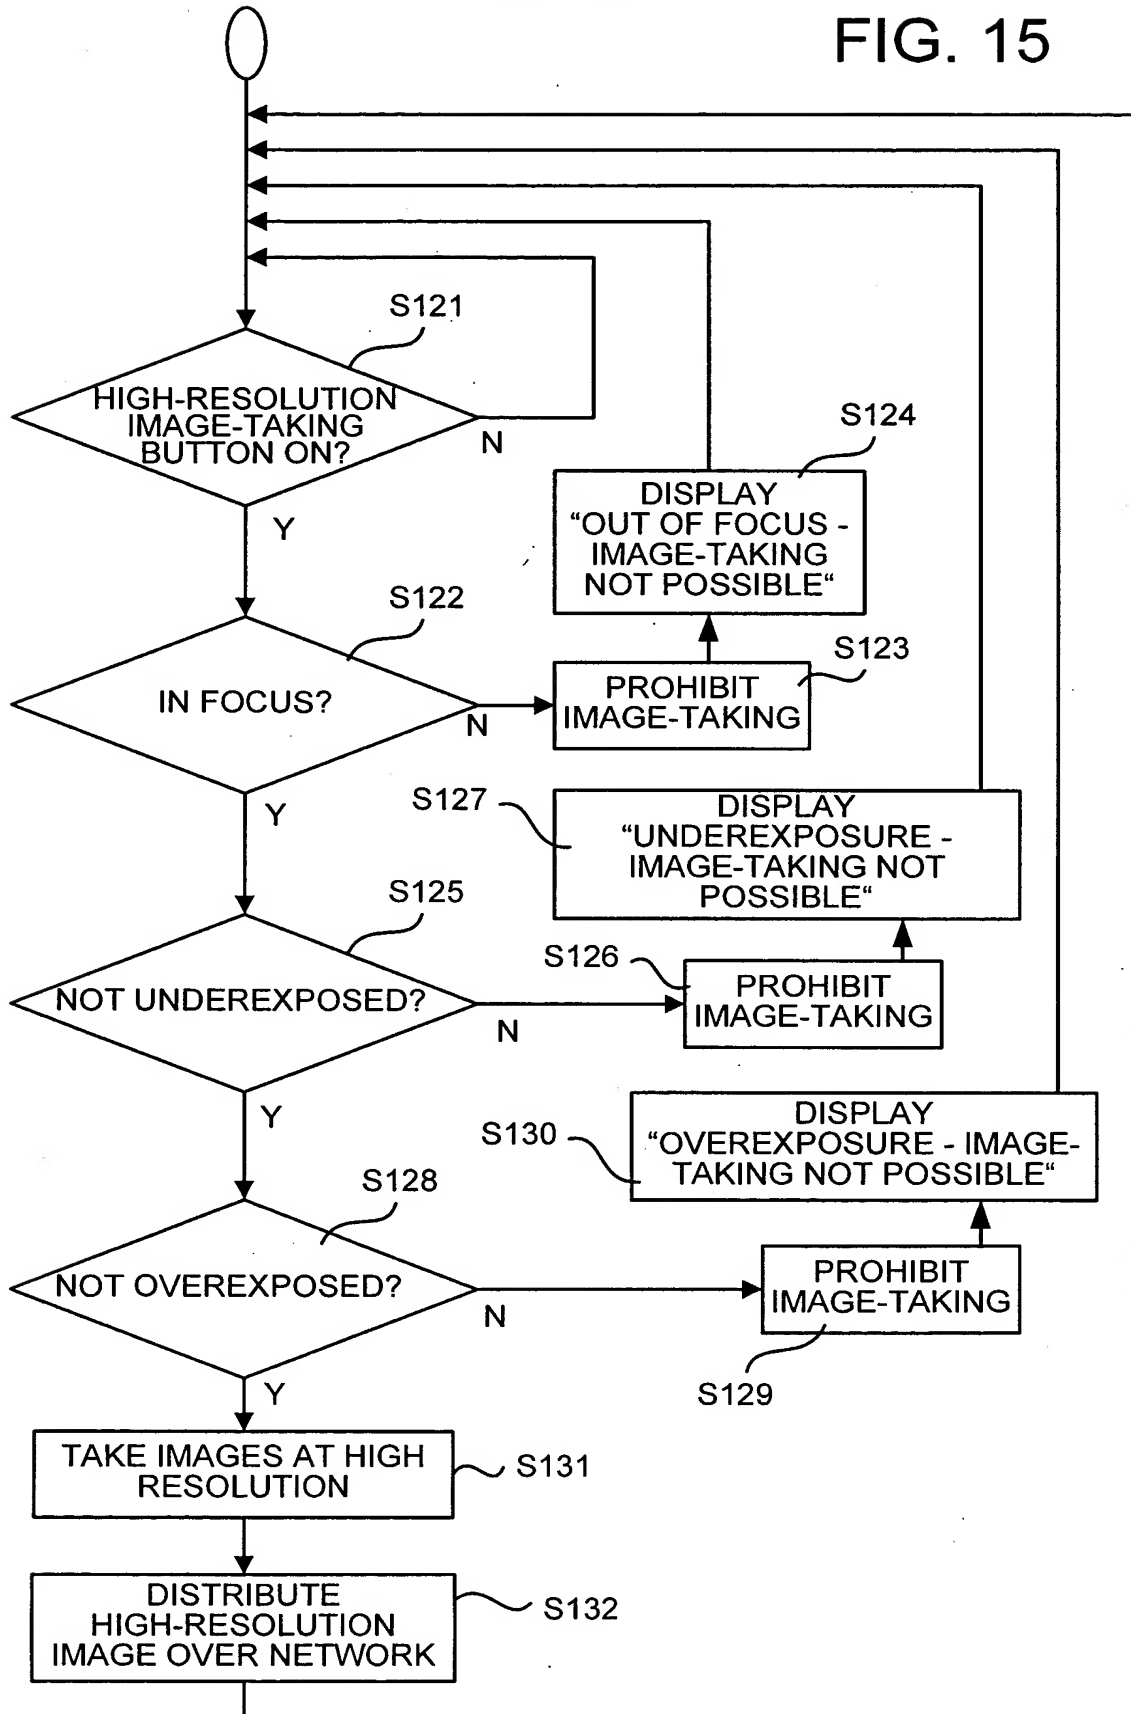 FIG. 15
S121
HIGH-RESOLUTION
IMAGE-TAKING
BUTTON ON?
N
Y
S124
DISPLAY
“OUT OF FOCUS -
IMAGE-TAKING
NOT POSSIBLE“
S122
IN FOCUS?
N
Y
S123
PROHIBIT
IMAGE-TAKING
S127
DISPLAY
“UNDEREXPOSURE -
IMAGE-TAKING NOT
POSSIBLE“
S125
NOT UNDEREXPOSED?
N
Y
S126
PROHIBIT
IMAGE-TAKING
S130
DISPLAY
“OVEREXPOSURE - IMAGE-
TAKING NOT POSSIBLE“
S128
NOT OVEREXPOSED?
N
Y
PROHIBIT
IMAGE-TAKING
S129
TAKE IMAGES AT HIGH
RESOLUTION
S131
DISTRIBUTE
HIGH-RESOLUTION
IMAGE OVER NETWORK
S132